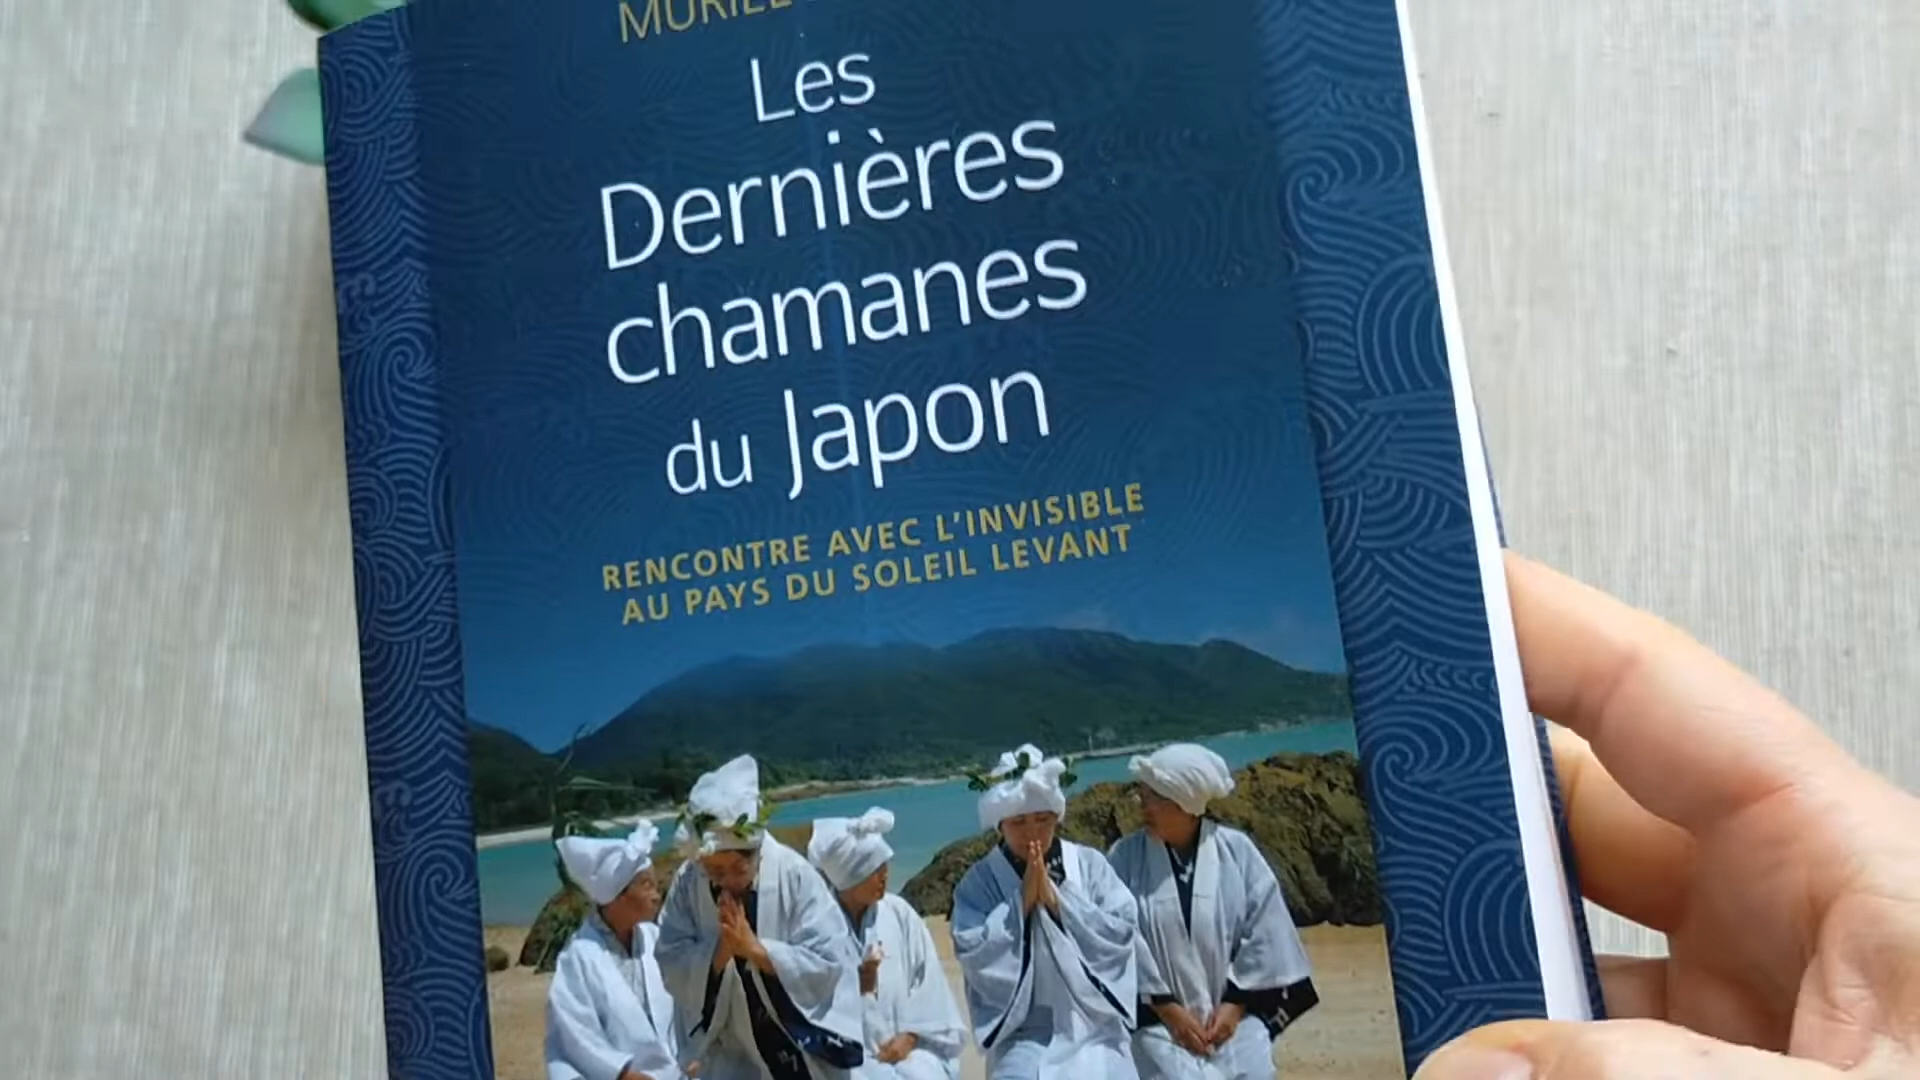 Les
Dernières
chamanes
du Japon
RENCONTRE AVEC L'INVISIBLE
AU PAYS DU SOLEIL LEVANT